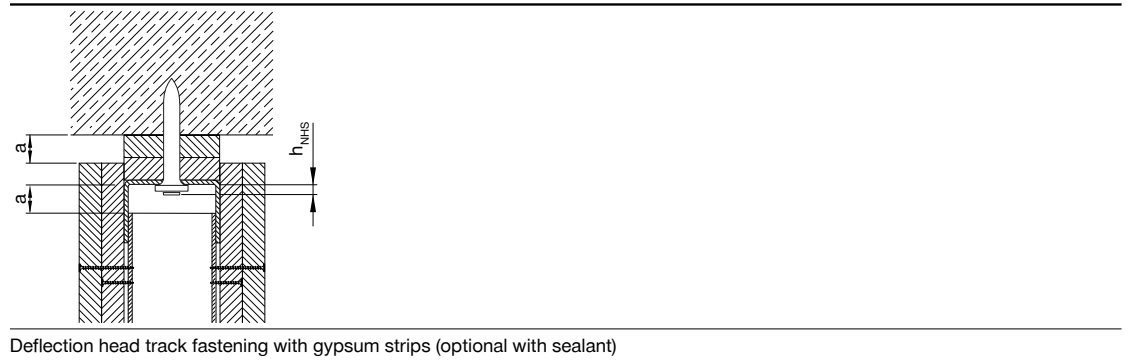 a
h_NHS
a
Deflection head track fastening with gypsum strips (optional with sealant)